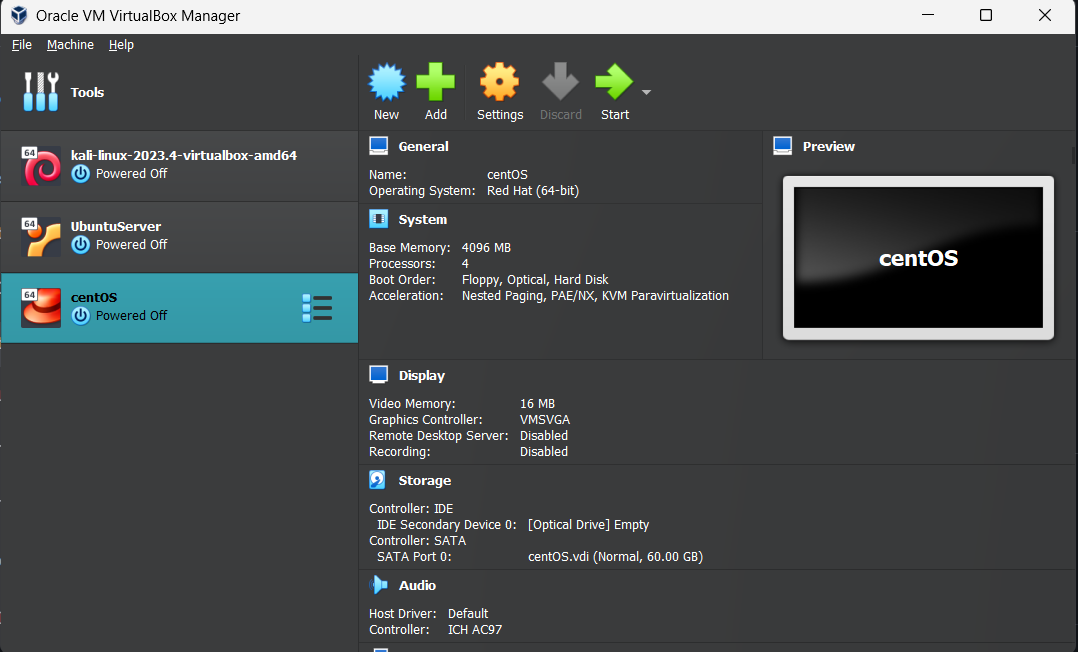 Oracle VM VirtualBox Manager
File Machine Help
Tools
New Add Settings Discard Start
64
kali-linux-2023.4-virtualbox-amd64
Powered Off
64
UbuntuServer
Powered Off
64
centOS
Powered Off
General
Name: centOS
Operating System: Red Hat (64-bit)
System
Base Memory: 4096 MB
Processors: 4
Boot Order: Floppy, Optical, Hard Disk
Acceleration: Nested Paging, PAE/NX, KVM Paravirtualization
Preview
centOS
Display
Video Memory: 16 MB
Graphics Controller: VMSVGA
Remote Desktop Server: Disabled
Recording: Disabled
Storage
Controller: IDE
IDE Secondary Device 0: [Optical Drive] Empty
Controller: SATA
SATA Port 0: centOS.vdi (Normal, 60.00 GB)
Audio
Host Driver: Default
Controller: ICH AC97